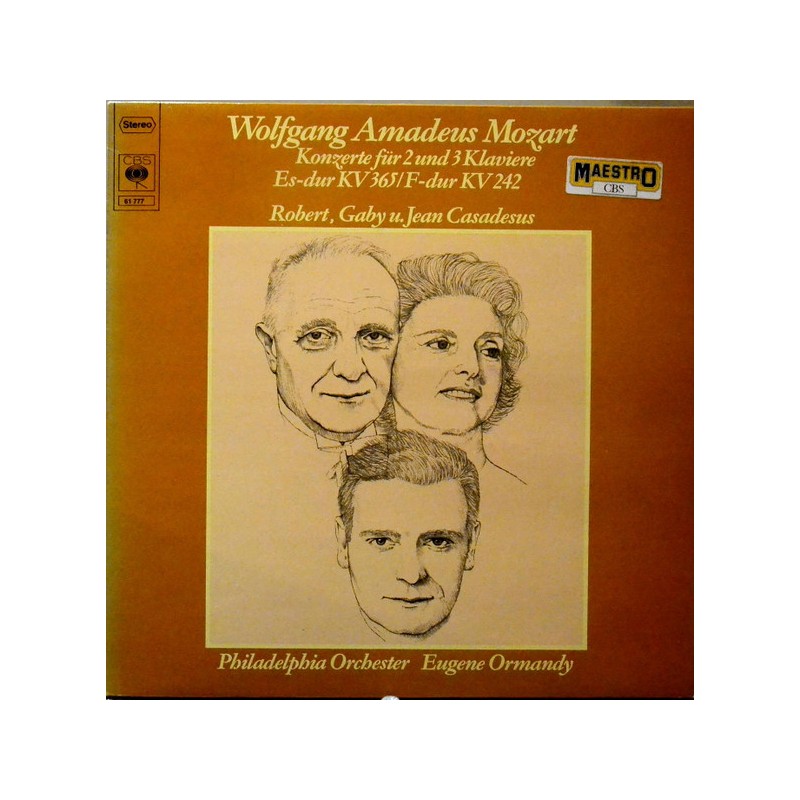 Stereo
CBS
61 777
Wolfgang Amadeus Mozart
Konzerte für 2 und 3 Klaviere
Es-dur KV 365/F-dur KV 242
MAESTRO
CBS
Robert, Gaby u. Jean Casadesus
Philadelphia Orchester Eugene Ormandy